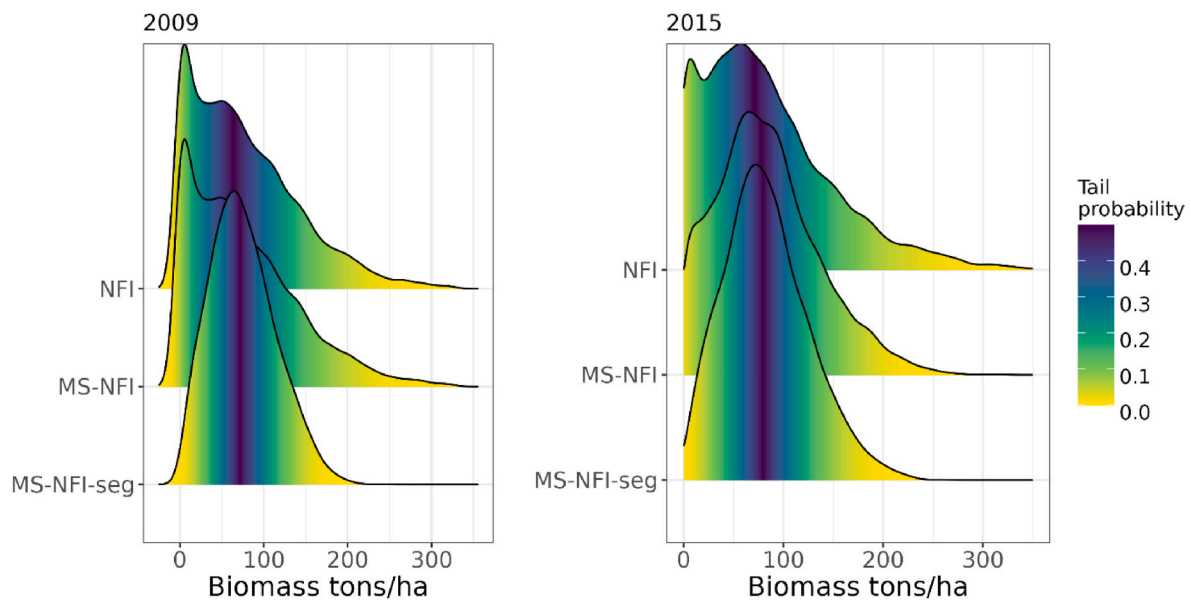 2009
NFI
MS-NFI
MS-NFI-seg
0 100 200 300
Biomass tons/ha
2015
NFI
MS-NFI
MS-NFI-seg
0 100 200 300
Biomass tons/ha
Tail
probability
0.4
0.3
0.2
0.1
0.0